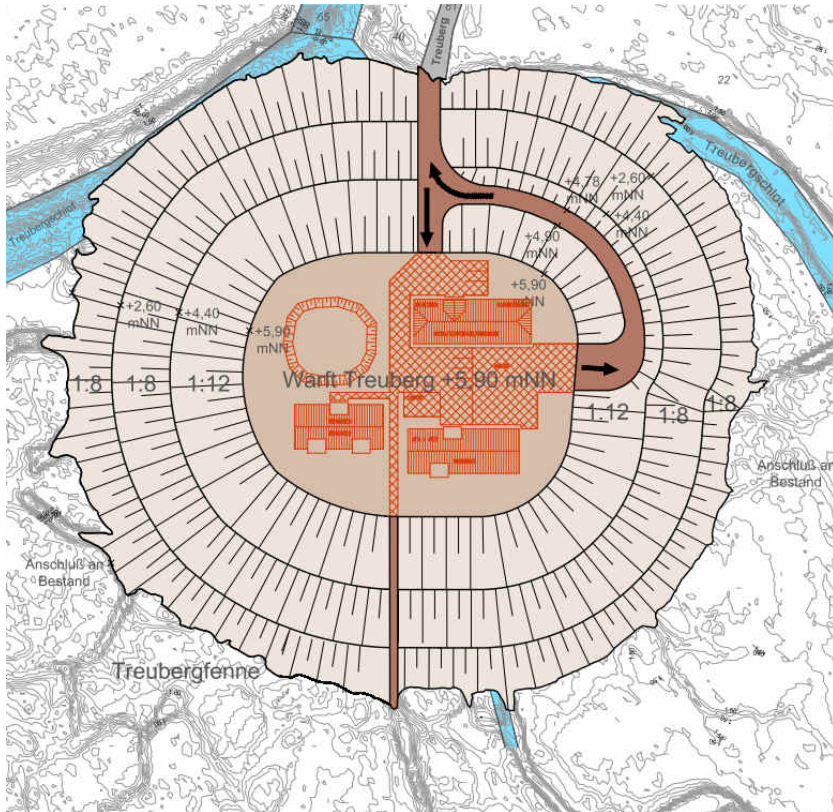 65
40
Treuberg
22
Treubergschlot
+4,78
mNN
+2,60
mNN
+4,40
mNN
+4,90
mNN
+5,90
mNN
Treubergschlot
+2,60
mNN
+4,40
mNN
+5,90
mNN
Warft Treuberg +5,90 mNN
1:8
1:8
1:12
1:12
1:8
1:8
Anschluß an
Bestand
Anschluß an
Bestand
Treubergfenne